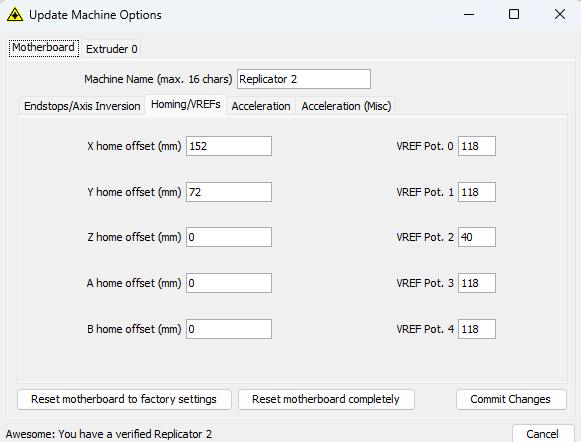 Update Machine Options
Motherboard Extruder 0
Machine Name (max. 16 chars) Replicator 2
Endstops/Axis Inversion Homing/VREFs Acceleration Acceleration (Misc)
X home offset (mm) 152 VREF Pot. 0 118
Y home offset (mm) 72 VREF Pot. 1 118
Z home offset (mm) 0 VREF Pot. 2 40
A home offset (mm) 0 VREF Pot. 3 118
B home offset (mm) 0 VREF Pot. 4 118
Reset motherboard to factory settings Reset motherboard completely Commit Changes
Awesome: You have a verified Replicator 2 Cancel